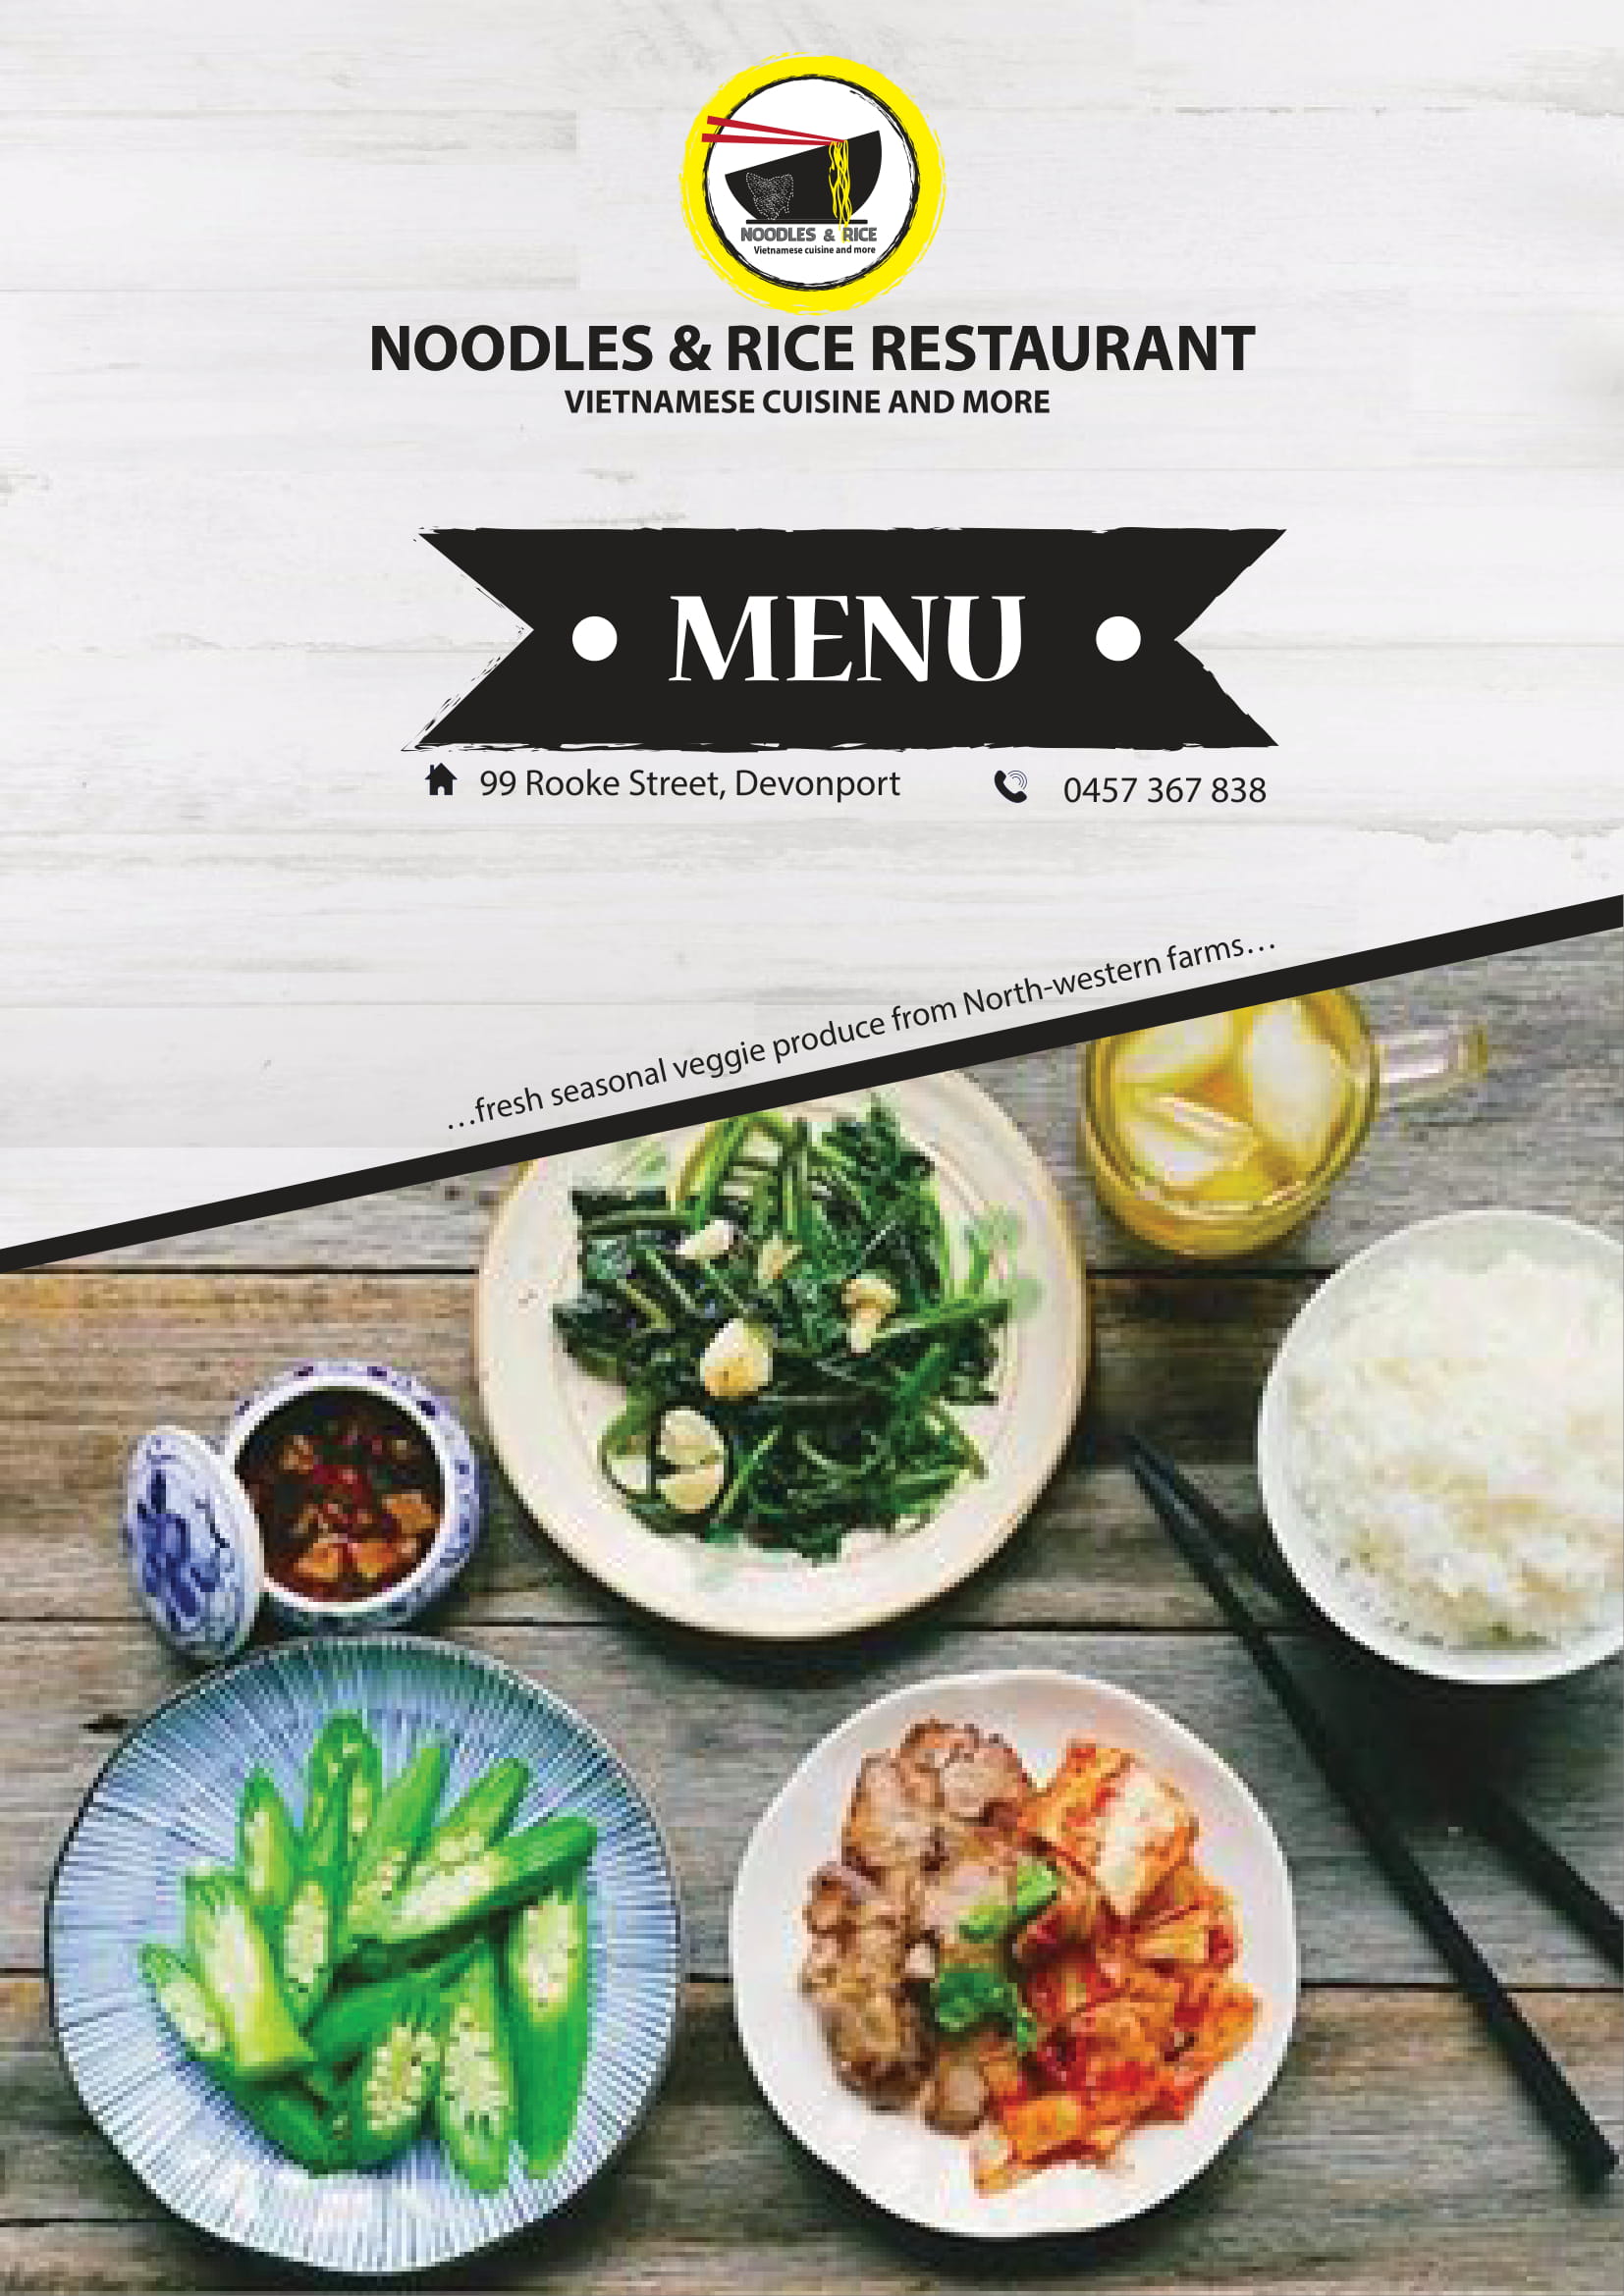 NOODLES & RICE
Vietnamese cuisine and more
NOODLES & RICE RESTAURANT
VIETNAMESE CUISINE AND MORE
MENU
99 Rooke Street, Devonport
0457 367 838
...fresh seasonal veggie produce from North-western farms...